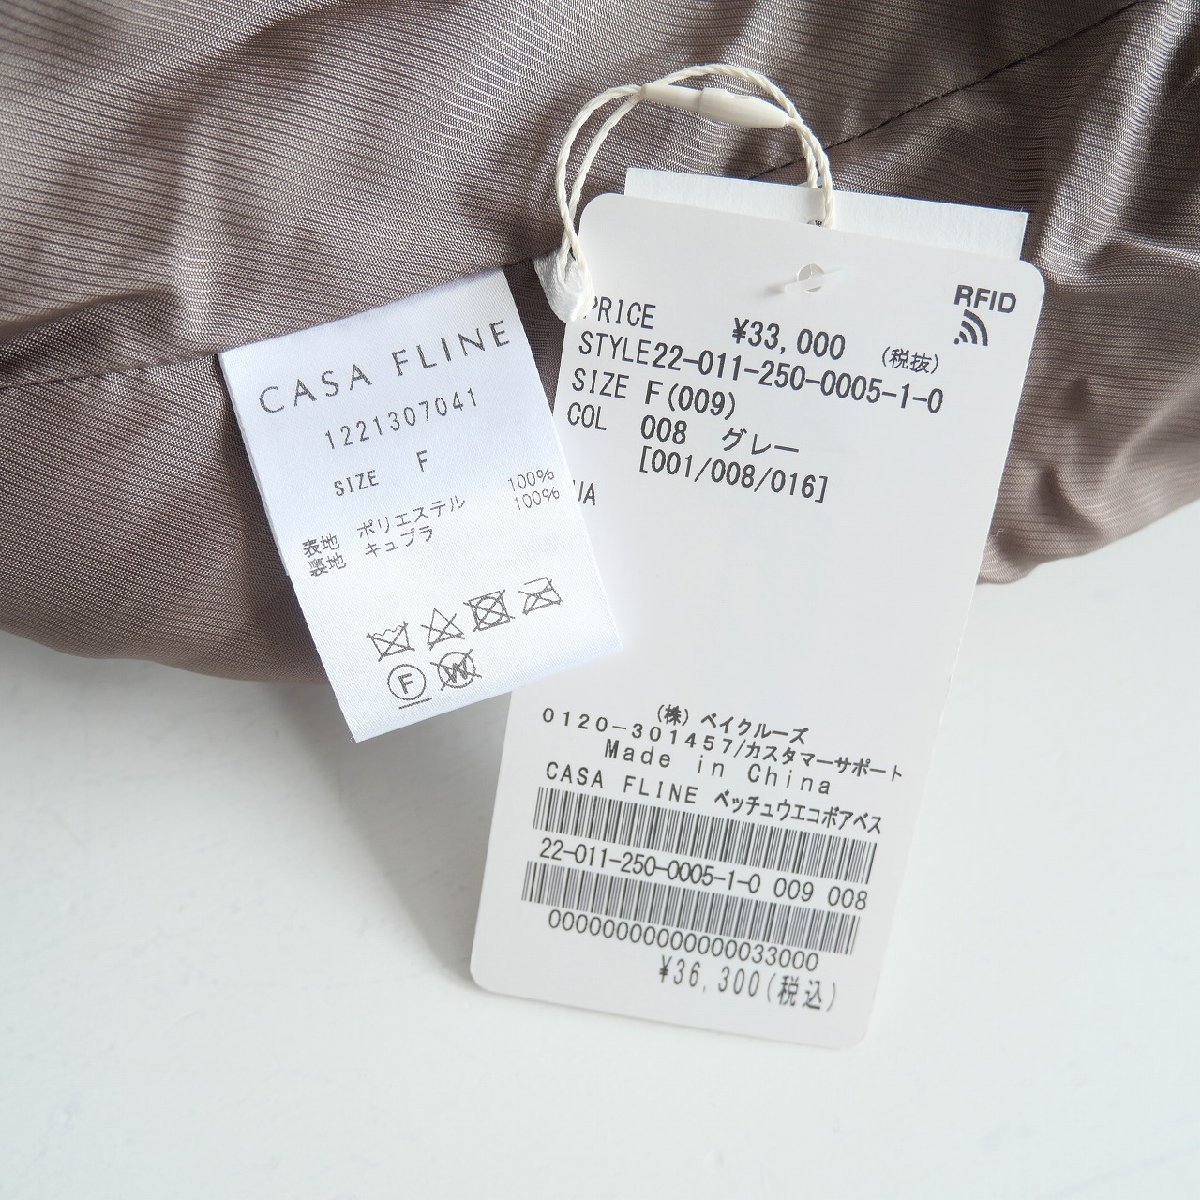 CASA FLINE
1221307041
SIZE F
表地 ポリエステル 100%
裏地 キュプラ 100%
F
W
RFID
PRICE ¥33,000 (税抜)
STYLE 22-011-250-0005-1-0
SIZE F(009)
COL 008 グレー
[001/008/016]
(株) ベイクルーズ
0120-301457/カスタマーサポート
Made in China
CASA FLINE ペッチュウエコボアベス
22-011-250-0005-1-0 009 008
¥36,300(税込)